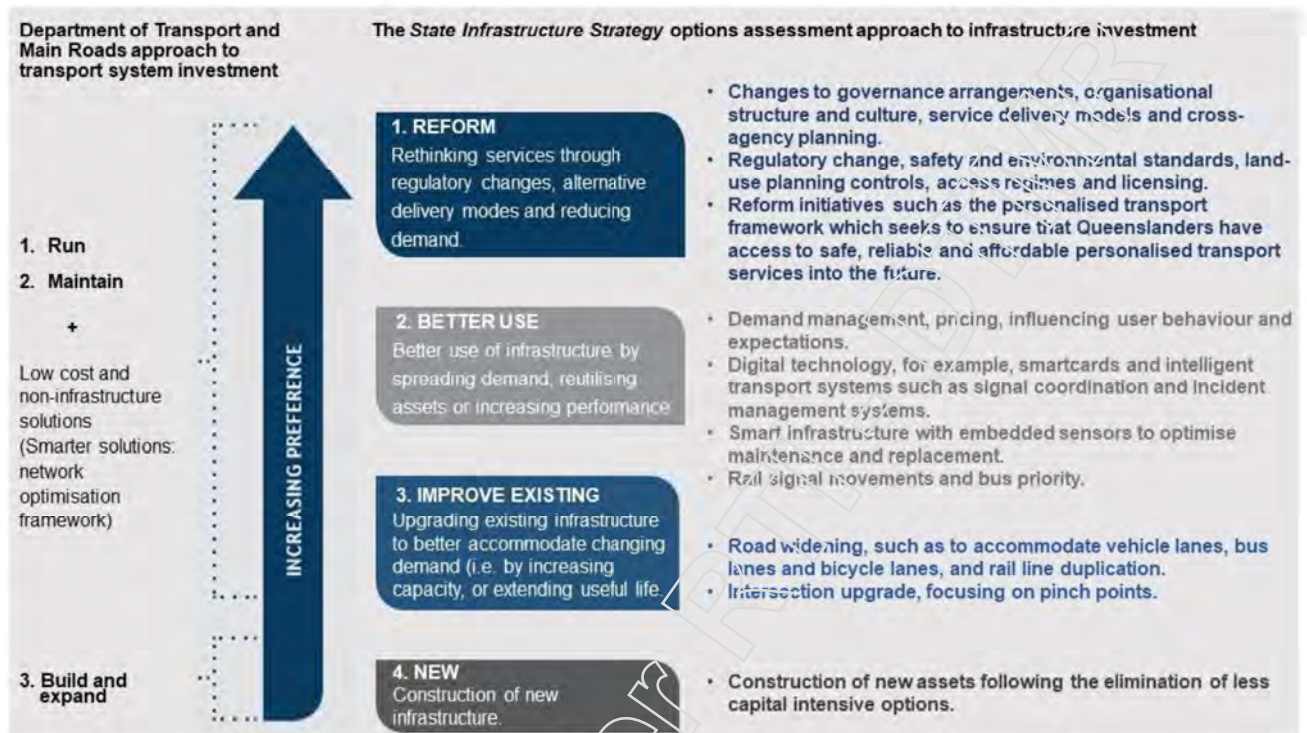 Department of Transport and
Main Roads approach to
transport system investment
The State Infrastructure Strategy options assessment approach to infrastructure investment
1. Run
2. Maintain
+
Low cost and
non-infrastructure
solutions
(Smarter solutions:
network
optimisation
framework)
3. Build and
expand
INCREASING PREFERENCE
1. REFORM
Rethinking services through
regulatory changes, alternative
delivery modes and reducing
demand.
• Changes to governance arrangements, organisational
structure and culture, service delivery models and cross-
agency planning.
• Regulatory change, safety and environmental standards, land-
use planning controls, access regimes and licensing.
• Reform initiatives such as the personalised transport
framework which seeks to ensure that Queenslanders have
access to safe, reliable and affordable personalised transport
services into the future.
2. BETTER USE
Better use of infrastructure by
spreading demand, reutilising
assets or increasing performance
• Demand management, pricing, influencing user behaviour and
expectations.
• Digital technology, for example, smartcards and intelligent
transport systems such as signal coordination and incident
management systems.
• Smart infrastructure with embedded sensors to optimise
maintenance and replacement.
• Rail signal movements and bus priority.
3. IMPROVE EXISTING
Upgrading existing infrastructure
to better accommodate changing
demand (i.e. by increasing
capacity, or extending useful life.
• Road widening, such as to accommodate vehicle lanes, bus
lanes and bicycle lanes, and rail line duplication.
• Intersection upgrade, focusing on pinch points.
4. NEW
Construction of new
infrastructure.
• Construction of new assets following the elimination of less
capital intensive options.